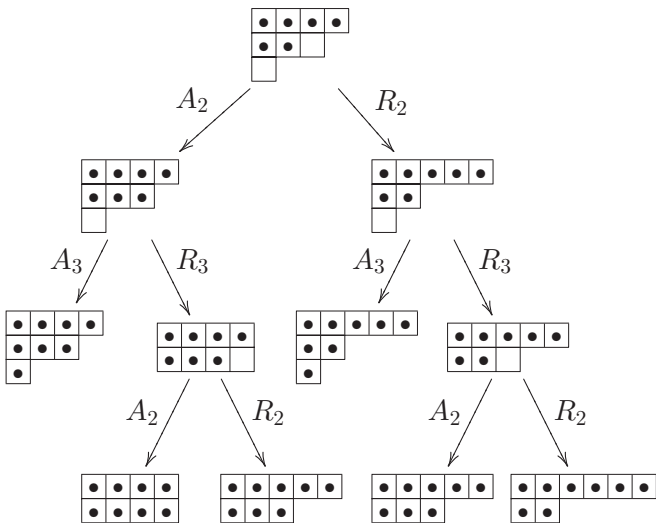 A₂ R₂
A₃ R₃ A₃ R₃
A₂ R₂ A₂ R₂